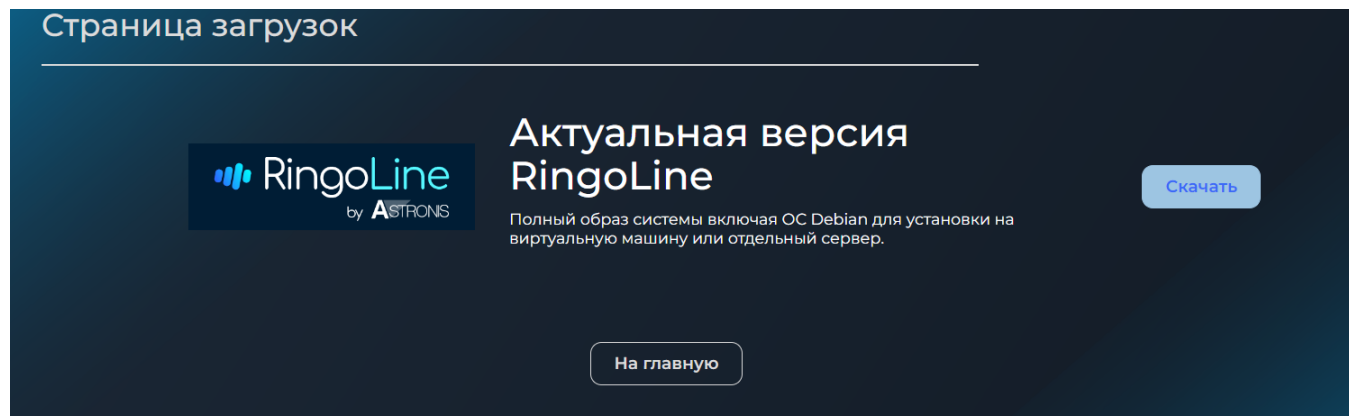 Страница загрузок
Актуальная версия
RingoLine
RingoLine
by ASTRONIS
Полный образ системы включая ОС Debian для установки на
виртуальную машину или отдельный сервер.
Скачать
На главную